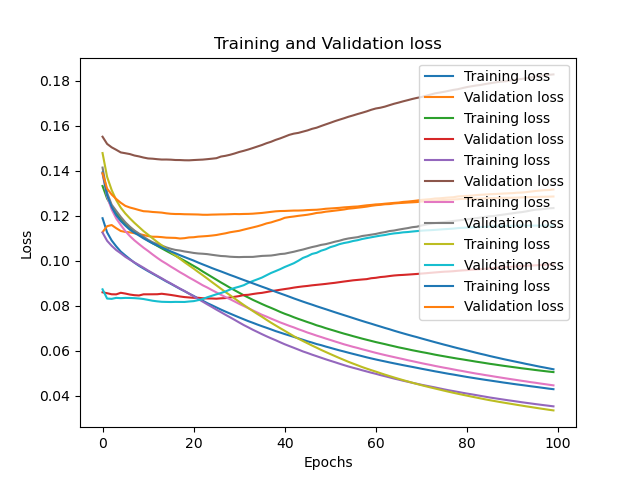 Training and Validation loss
0.18
0.16
0.14
0.12
0.10
0.08
0.06
0.04
Loss
0
20
40
60
80
100
Epochs
Training loss
Validation loss
Training loss
Validation loss
Training loss
Validation loss
Training loss
Validation loss
Training loss
Validation loss
Training loss
Validation loss